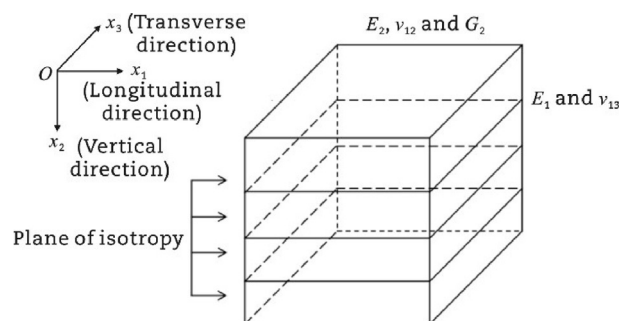 x₃ (Transverse
direction)
O
x₁
(Longitudinal
direction)
x₂ (Vertical
direction)
Plane of isotropy
E₂, ν₁₂ and G₂
E₁ and ν₁₃